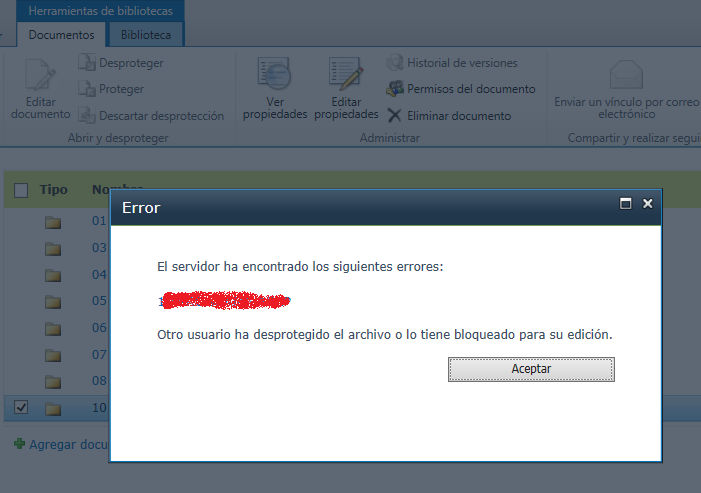 Herramientas de bibliotecas
Documentos
Biblioteca
Editar documento
Desproteger
Proteger
Descartar desprotección
Abrir y desproteger
Ver propiedades
Editar propiedades
Historial de versiones
Permisos del documento
Eliminar documento
Administrar
Enviar un vínculo por correo
electrónico
Compartir y realizar segui
Tipo
01
03
04
05
06
07
08
10
Agregar docu
Error
El servidor ha encontrado los siguientes errores:
Otro usuario ha desprotegido el archivo o lo tiene bloqueado para su edición.
Aceptar